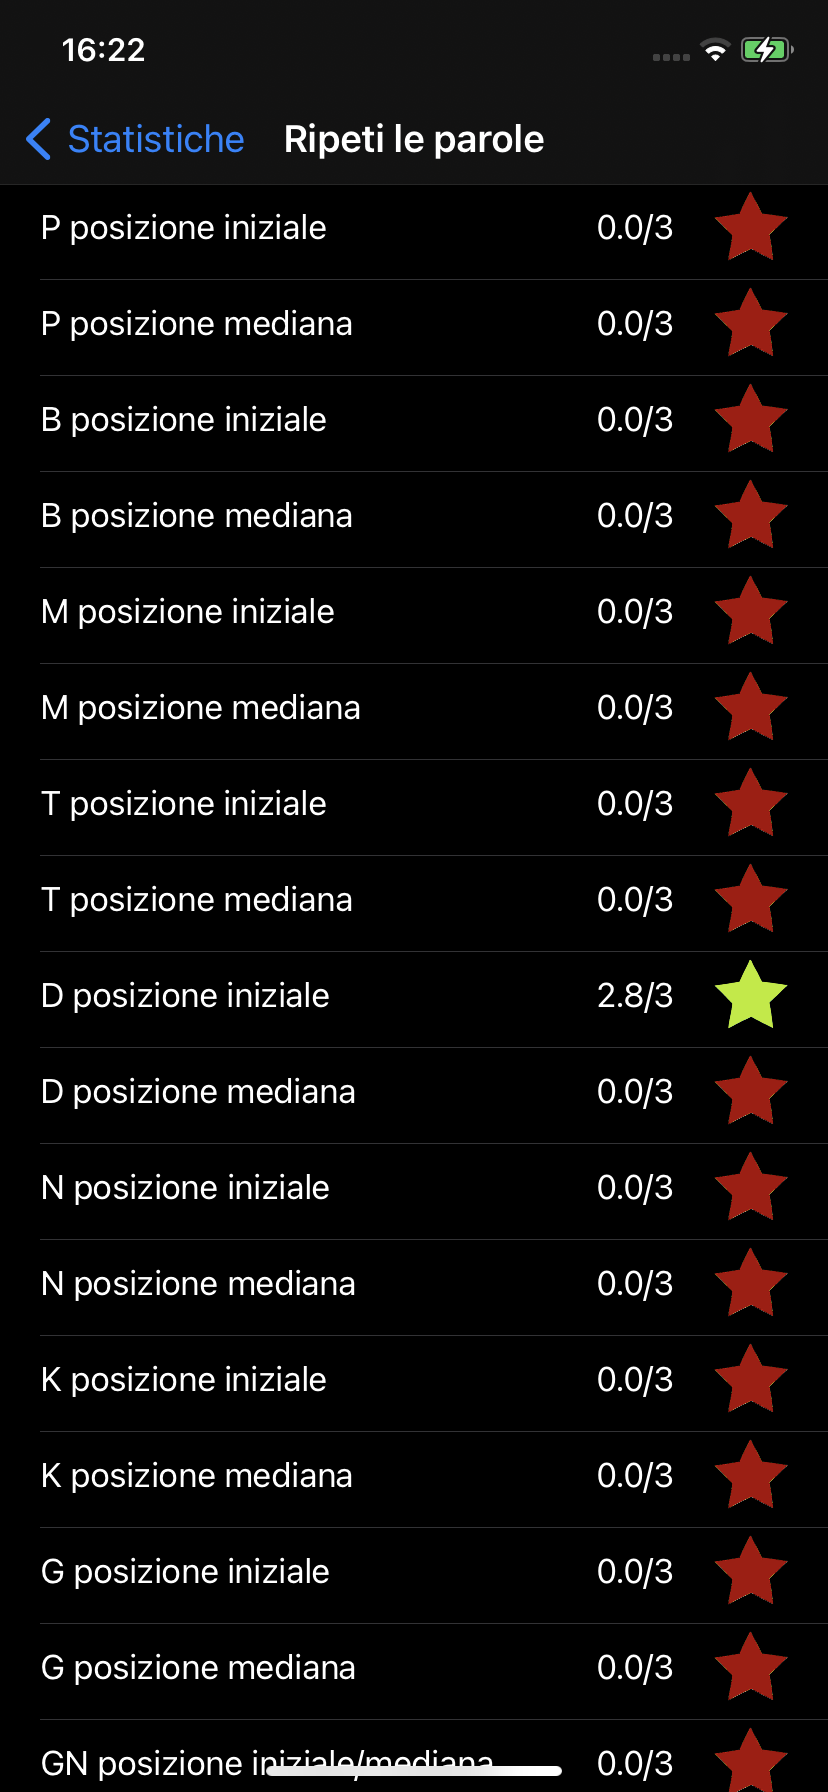 16:22
Statistiche Ripeti le parole
P posizione iniziale 0.0/3
P posizione mediana 0.0/3
B posizione iniziale 0.0/3
B posizione mediana 0.0/3
M posizione iniziale 0.0/3
M posizione mediana 0.0/3
T posizione iniziale 0.0/3
T posizione mediana 0.0/3
D posizione iniziale 2.8/3
D posizione mediana 0.0/3
N posizione iniziale 0.0/3
N posizione mediana 0.0/3
K posizione iniziale 0.0/3
K posizione mediana 0.0/3
G posizione iniziale 0.0/3
G posizione mediana 0.0/3
GN posizione iniziale/mediana 0.0/3